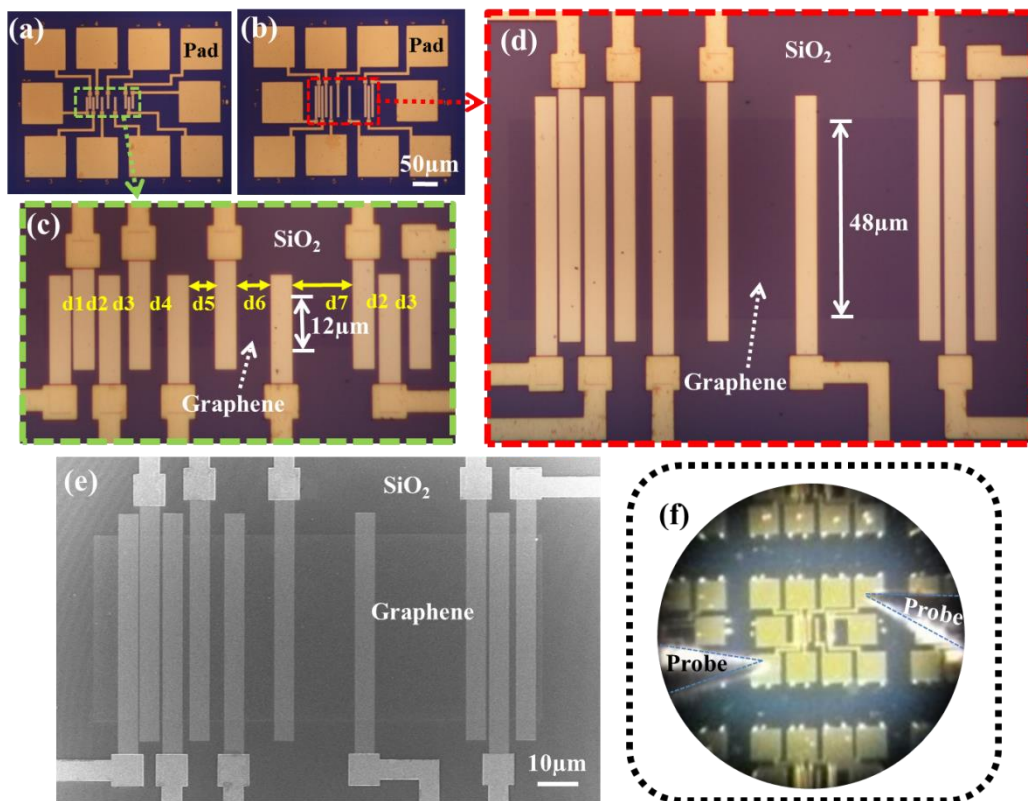 (a)
Pad
(b)
Pad
50μm
(c)
SiO₂
d1
d2
d3
d4
d5
d6
d7
d2
d3
12μm
Graphene
(d)
SiO₂
48μm
Graphene
(e)
SiO₂
Graphene
10μm
(f)
Probe
Probe